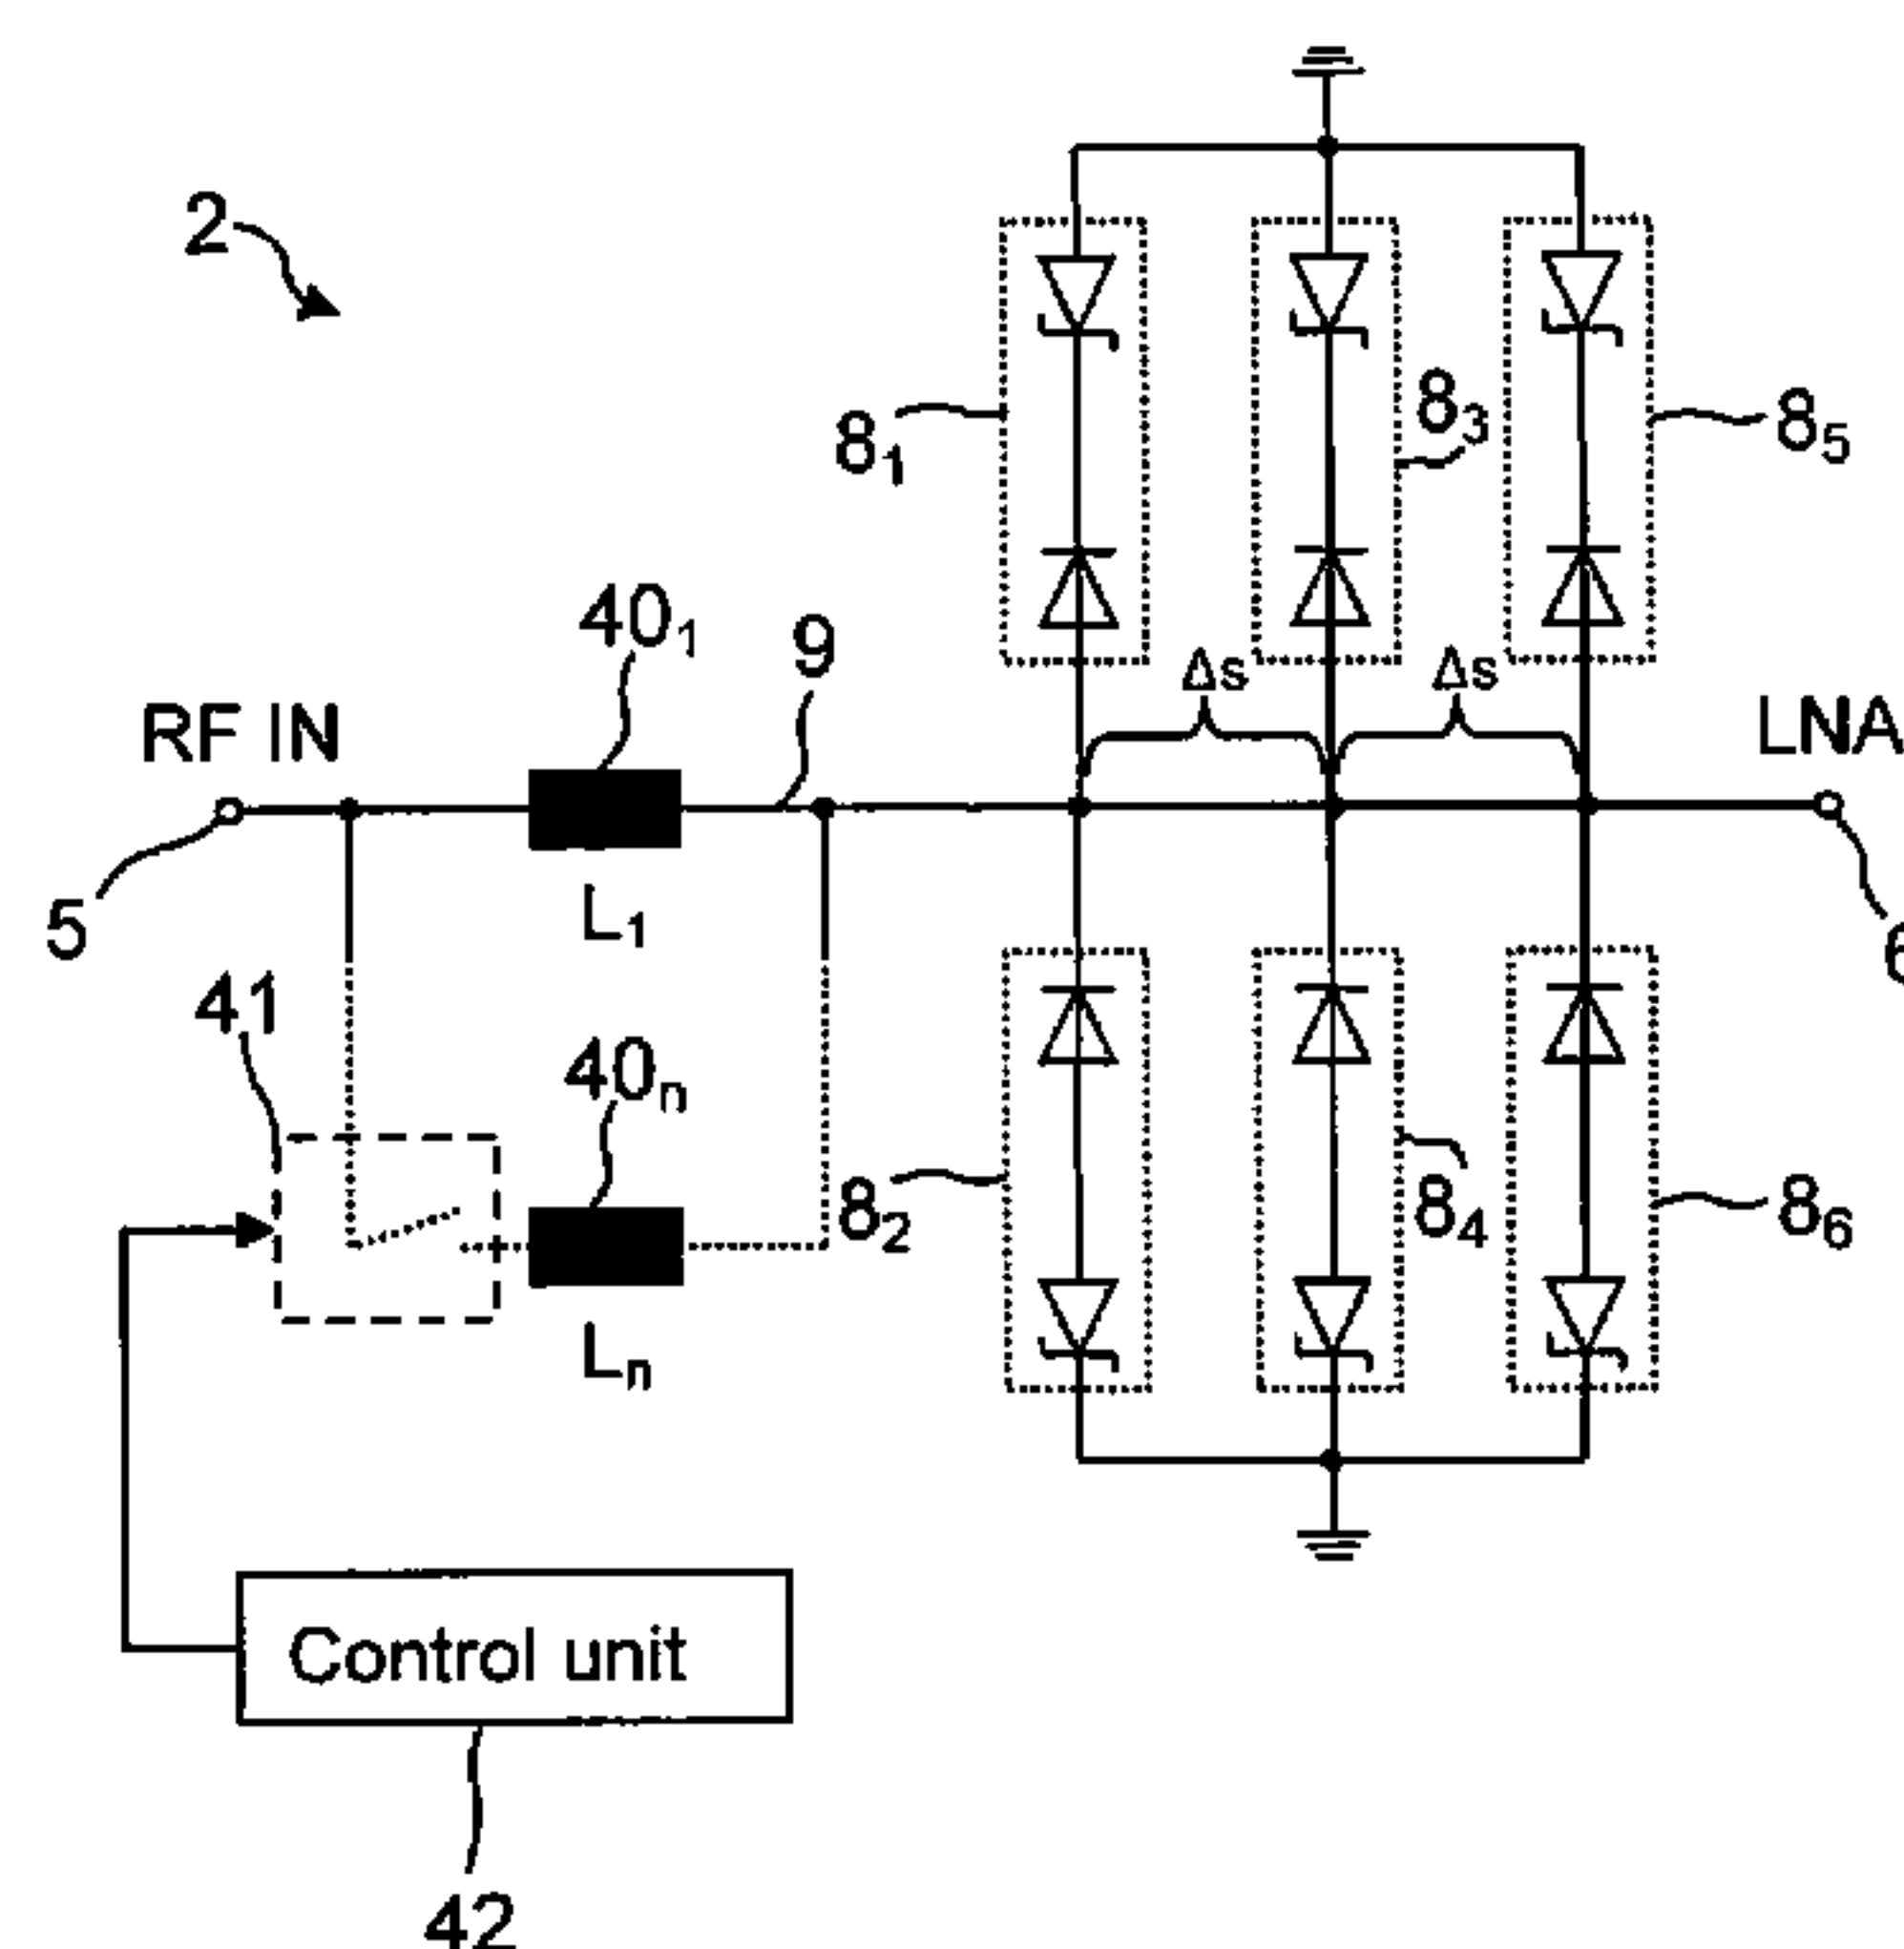 2
8₁
8₃
8₅
40₁
9
Δs
Δs
RF IN
LNA
5
L₁
6
41
40ₙ
8₂
8₄
8₆
Lₙ
Control unit
42